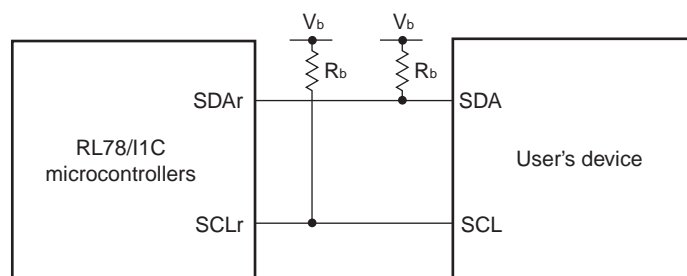 Vb Vb
Rb Rb
SDAr SDA
RL78/I1C
microcontrollers
User's device
SCLr SCL